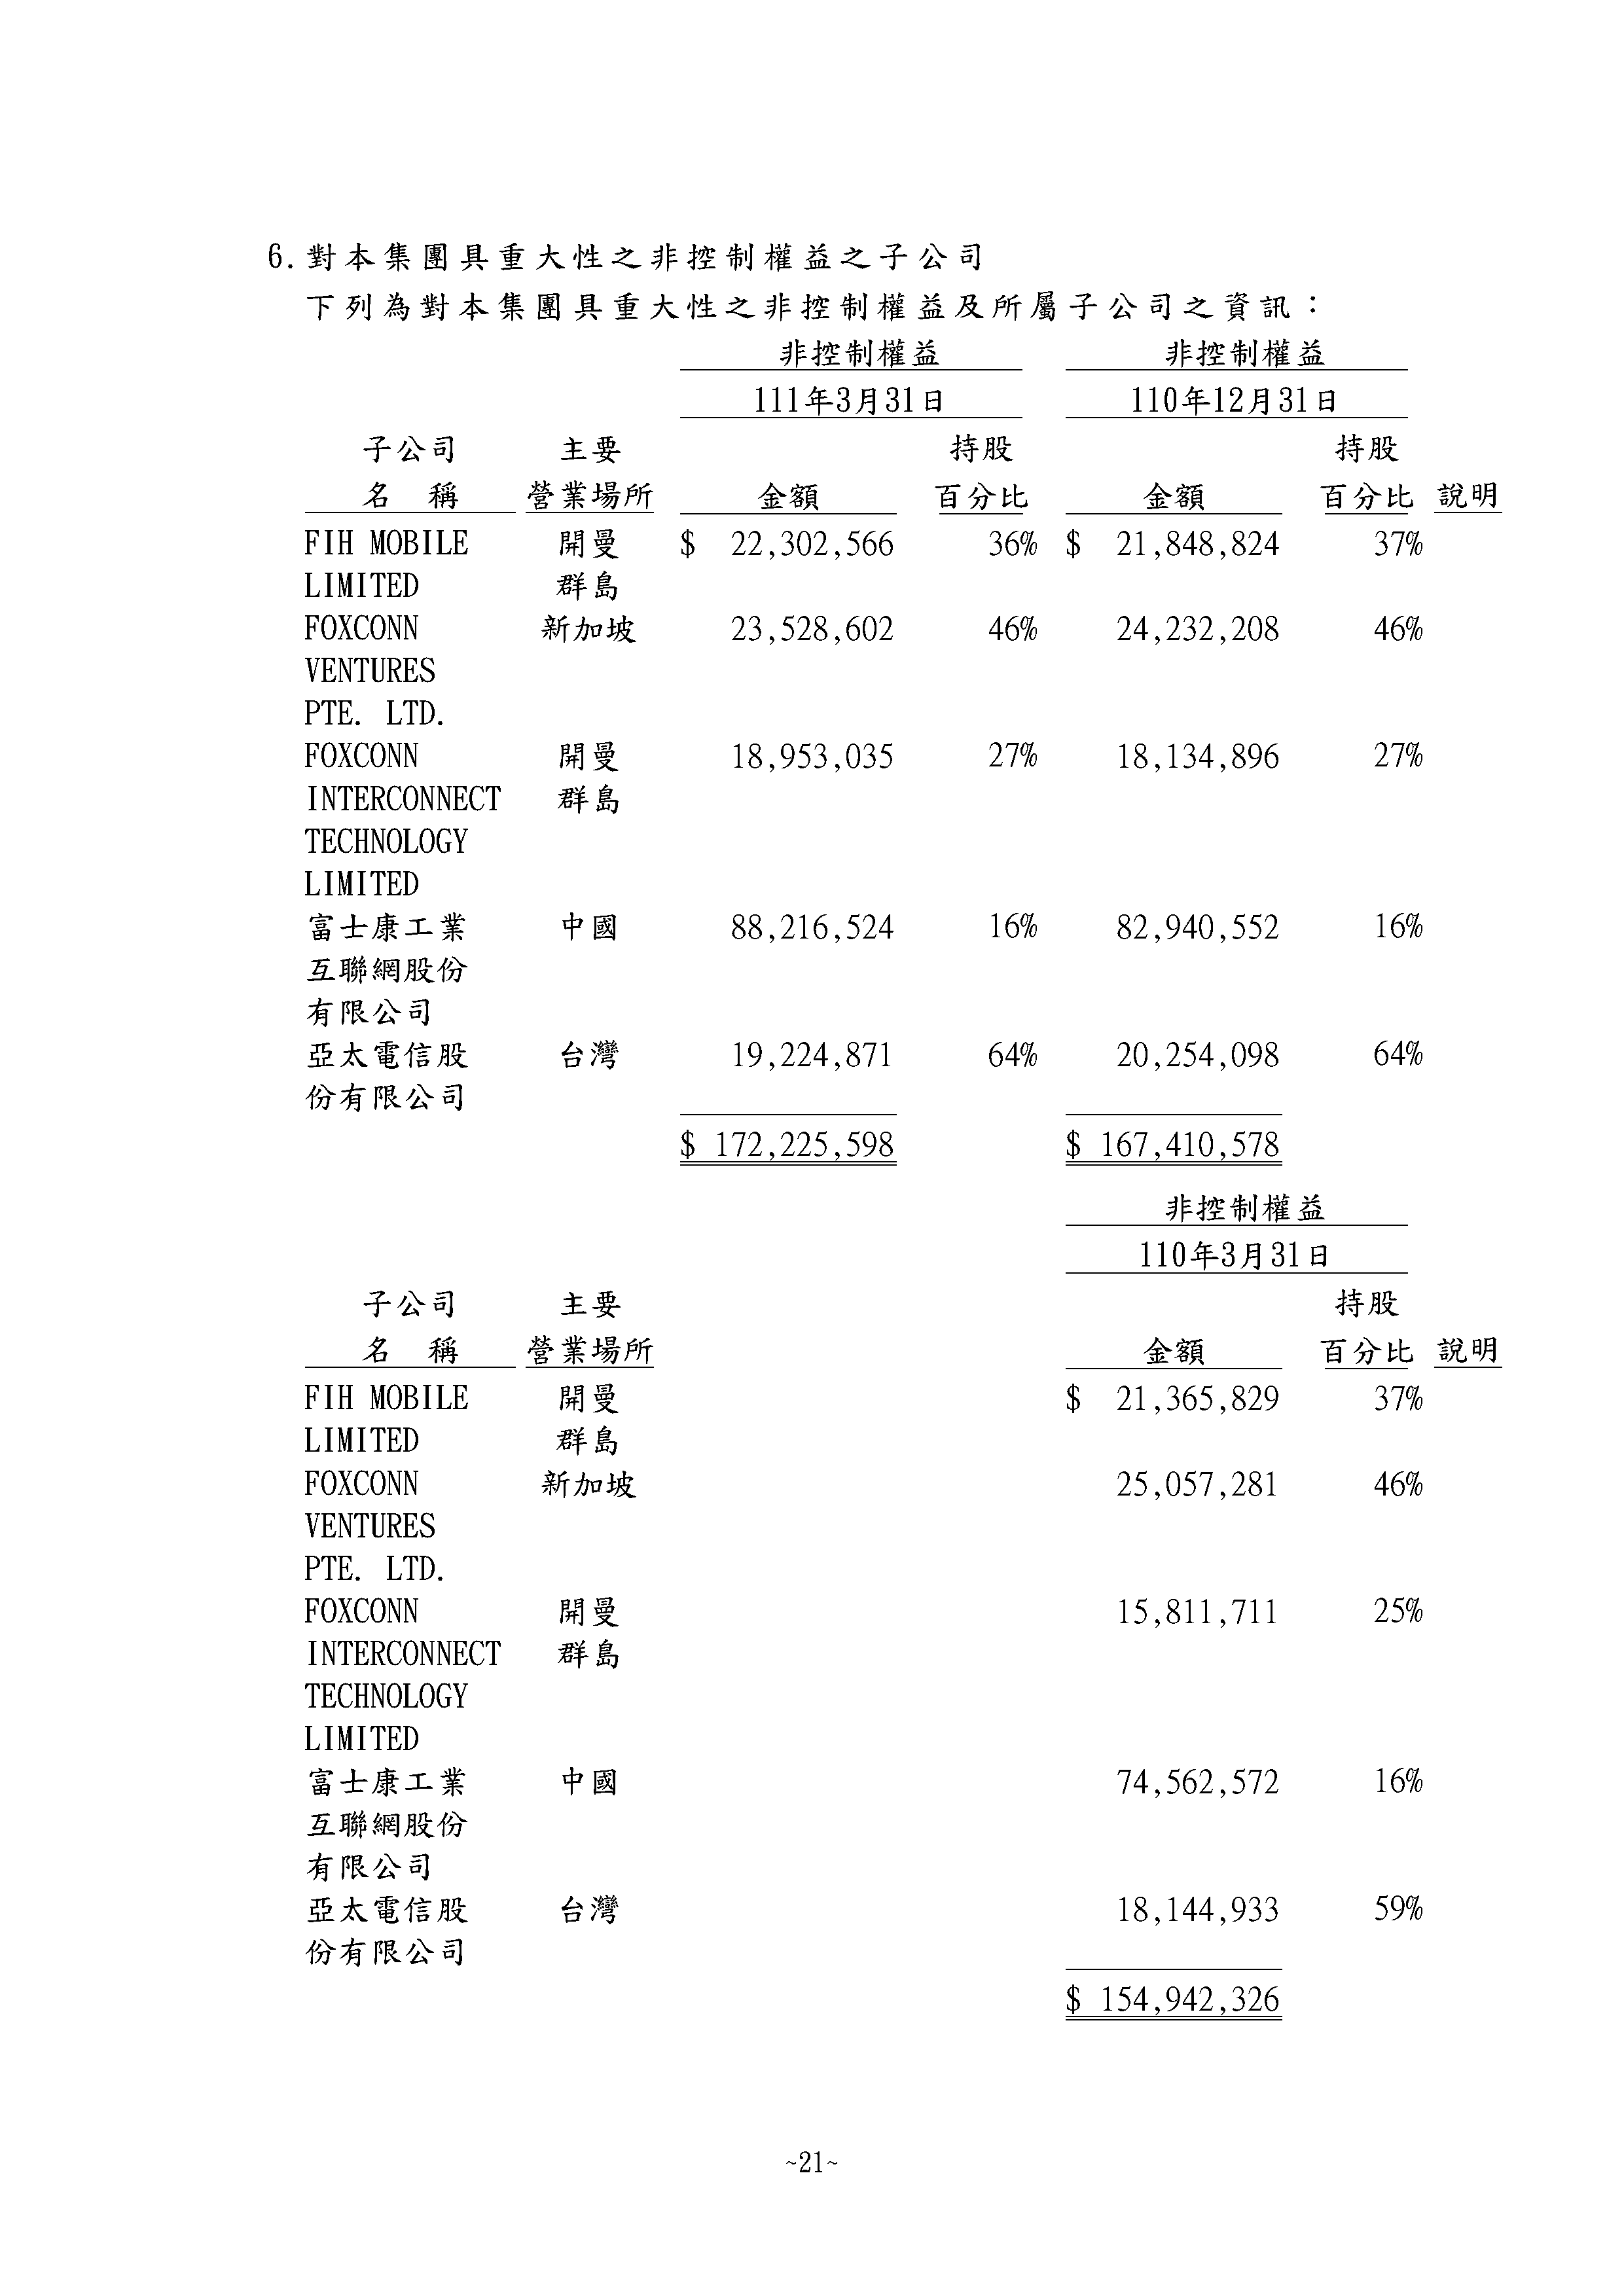 6.對本集團具重大性之非控制權益之子公司
下列為對本集團具重大性之非控制權益及所屬子公司之資訊：
非控制權益 非控制權益
111年3月31日 110年12月31日
子公司 主要 持股 持股
名 稱 營業場所 金額 百分比 金額 百分比 說明
FIH MOBILE 開曼 $ 22,302,566 36% $ 21,848,824 37%
LIMITED 群島
FOXCONN 新加坡 23,528,602 46% 24,232,208 46%
VENTURES
PTE. LTD.
FOXCONN 開曼 18,953,035 27% 18,134,896 27%
INTERCONNECT 群島
TECHNOLOGY
LIMITED
富士康工業 中國 88,216,524 16% 82,940,552 16%
互聯網股份
有限公司
亞太電信股 台灣 19,224,871 64% 20,254,098 64%
份有限公司
$ 172,225,598 $ 167,410,578
非控制權益
110年3月31日
子公司 主要 持股
名 稱 營業場所 金額 百分比 說明
FIH MOBILE 開曼 $ 21,365,829 37%
LIMITED 群島
FOXCONN 新加坡 25,057,281 46%
VENTURES
PTE. LTD.
FOXCONN 開曼 15,811,711 25%
INTERCONNECT 群島
TECHNOLOGY
LIMITED
富士康工業 中國 74,562,572 16%
互聯網股份
有限公司
亞太電信股 台灣 18,144,933 59%
份有限公司
$ 154,942,326
~21~